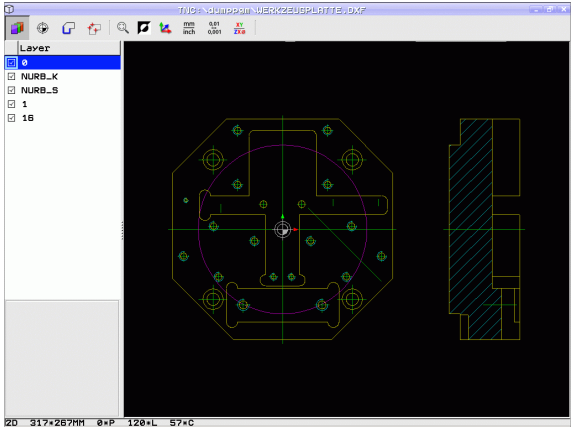 TNC:\dumppgm\WERKZEUGPLATTE.DXF
mm
inch
0,01
0,001
XY
ZXØ
Layer
0
NURB_K
NURB_S
1
16
2D 317*267MM 0*P 120*L 57*C